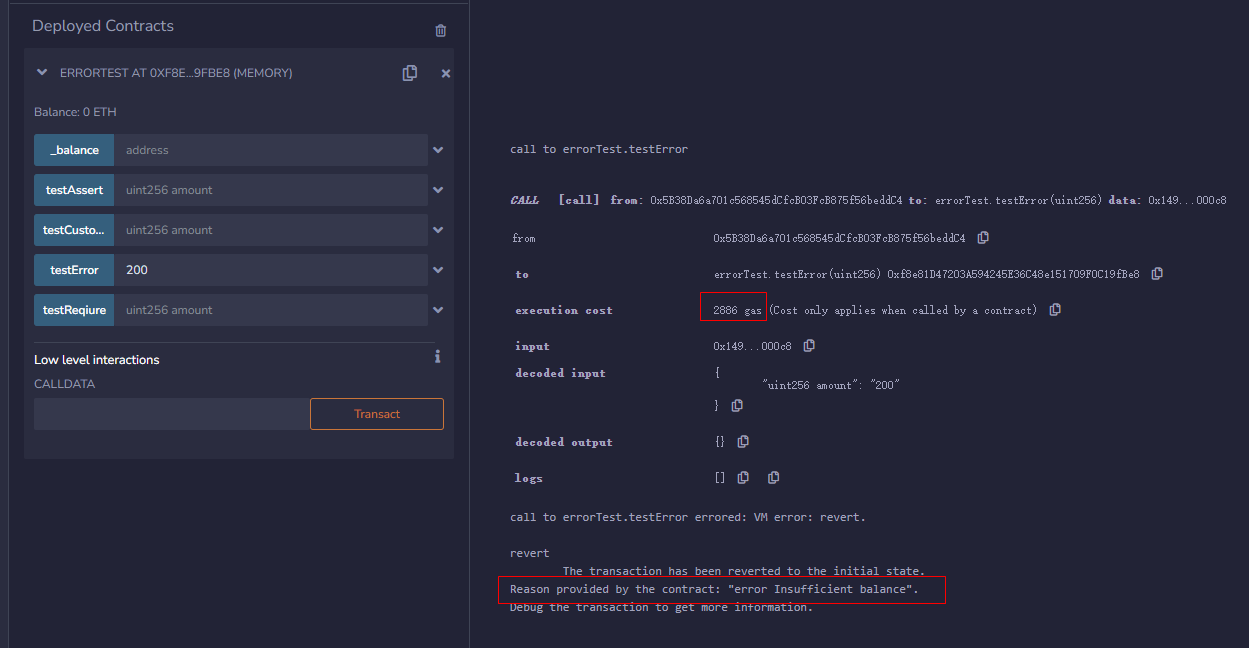 Deployed Contracts
ERRORTEST AT 0XF8E...9FBE8 (MEMORY)
Balance: 0 ETH
_balance address
testAssert uint256 amount
testCusto... uint256 amount
testError 200
testReqiure uint256 amount
Low level interactions
CALLDATA
Transact
call to errorTest.testError
CALL [call] from: 0x5B38Da6a701c568545dCfcB03FcB875f56beddC4 to: errorTest.testError(uint256) data: 0x149...000c8
from 0x5B38Da6a701c568545dCfcB03FcB875f56beddC4
to errorTest.testError(uint256) 0xf8e81D47203A594245E36C48e151709F0C19fBe8
execution cost 2886 gas (Cost only applies when called by a contract)
input 0x149...000c8
decoded input {
"uint256 amount": "200"
}
decoded output {}
logs []
call to errorTest.testError errored: VM error: revert.
revert
The transaction has been reverted to the initial state.
Reason provided by the contract: "error Insufficient balance".
Debug the transaction to get more information.